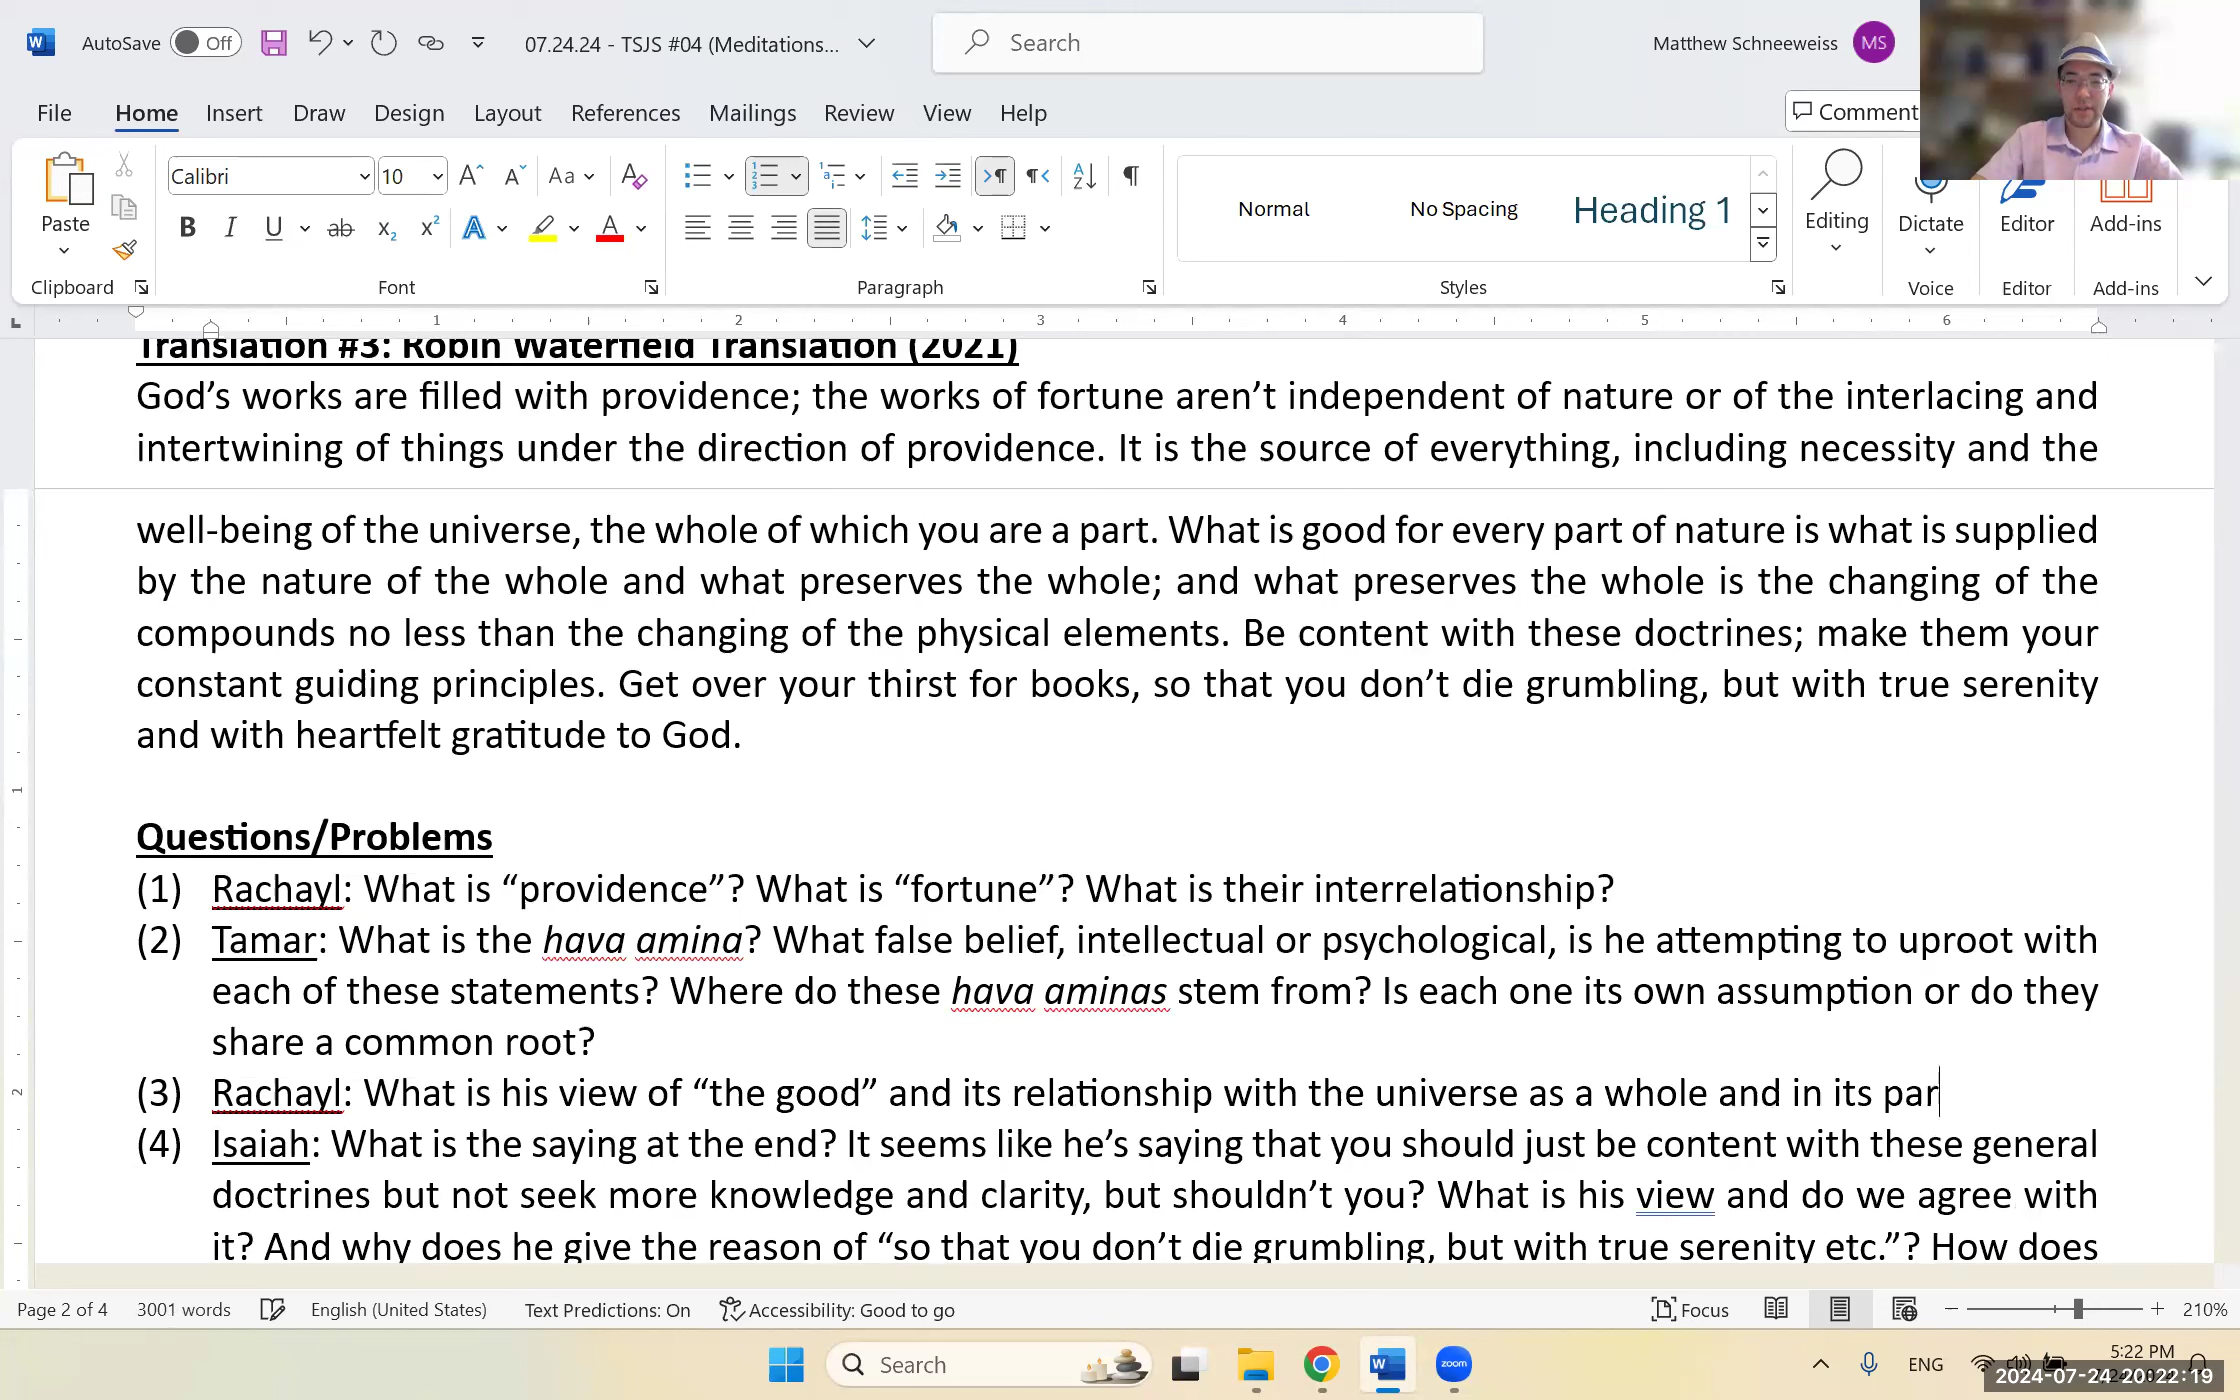 AutoSave Off 07.24.24 - TSJS #04 (Meditations... Search Matthew Schneeweiss MS
File Home Insert Draw Design Layout References Mailings Review View Help Comment
Paste Calibri 10 Normal No Spacing Heading 1 Editing Dictate Editor Add-ins
Clipboard Font Paragraph Styles Voice Editor Add-ins
1 2 3 4 5 6
Translation #3: Robin Waterfield Translation (2021)
God’s works are filled with providence; the works of fortune aren’t independent of nature or of the interlacing and
intertwining of things under the direction of providence. It is the source of everything, including necessity and the
well-being of the universe, the whole of which you are a part. What is good for every part of nature is what is supplied
by the nature of the whole and what preserves the whole; and what preserves the whole is the changing of the
compounds no less than the changing of the physical elements. Be content with these doctrines; make them your
constant guiding principles. Get over your thirst for books, so that you don’t die grumbling, but with true serenity
and with heartfelt gratitude to God.
Questions/Problems
(1) Rachayl: What is “providence”? What is “fortune”? What is their interrelationship?
(2) Tamar: What is the hava amina? What false belief, intellectual or psychological, is he attempting to uproot with
each of these statements? Where do these hava aminas stem from? Is each one its own assumption or do they
share a common root?
(3) Rachayl: What is his view of “the good” and its relationship with the universe as a whole and in its par
(4) Isaiah: What is the saying at the end? It seems like he’s saying that you should just be content with these general
doctrines but not seek more knowledge and clarity, but shouldn’t you? What is his view and do we agree with
it? And why does he give the reason of “so that you don’t die grumbling, but with true serenity etc.”? How does
Page 2 of 4 3001 words English (United States) Text Predictions: On Accessibility: Good to go Focus 210%
Search zoom ENG 5:22 PM
2024-07-24 20:22:19